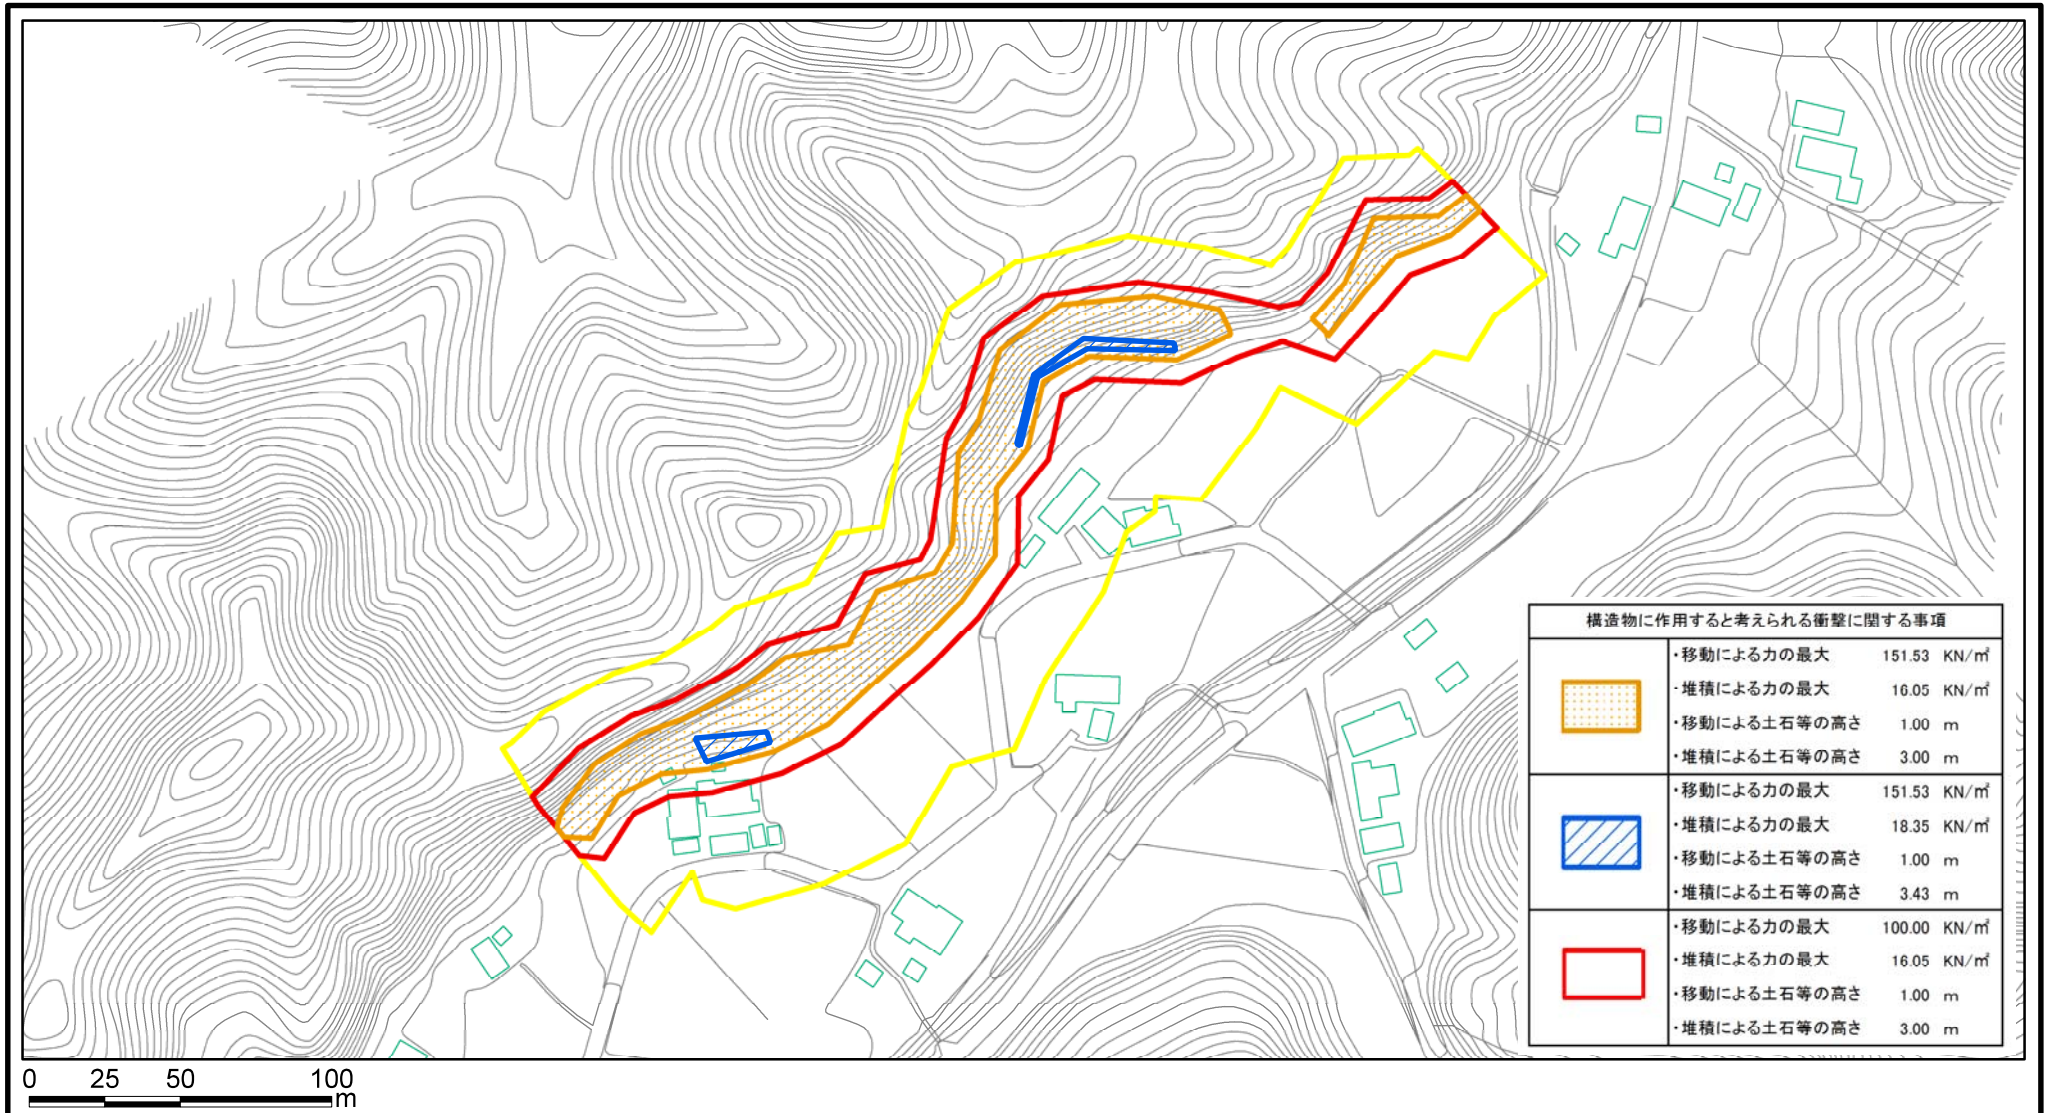 構造物に作用すると考えられる衝撃に関する事項
・移動による力の最大 151.53 KN/㎡
・堆積による力の最大 16.05 KN/㎡
・移動による土石等の高さ 1.00 m
・堆積による土石等の高さ 3.00 m
・移動による力の最大 151.53 KN/㎡
・堆積による力の最大 18.35 KN/㎡
・移動による土石等の高さ 1.00 m
・堆積による土石等の高さ 3.43 m
・移動による力の最大 100.00 KN/㎡
・堆積による力の最大 16.05 KN/㎡
・移動による土石等の高さ 1.00 m
・堆積による土石等の高さ 3.00 m
0 25 50 100
m